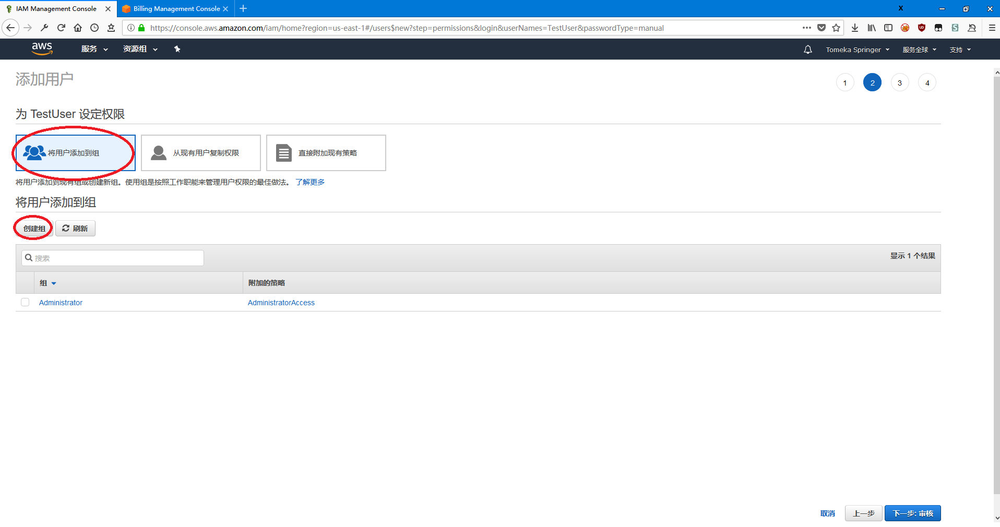 IAM Management Console
Billing Management Console
X
https://console.aws.amazon.com/iam/home?region=us-east-1#/users$new?step=permissions&login&userNames=TestUser&passwordType=manual
aws 服务 资源组 Tomeka Springer 服务全球 支持
添加用户
1 2 3 4
为 TestUser 设定权限
将用户添加到组
从现有用户复制权限
直接附加现有策略
将用户添加到现有组或创建新组。使用组是按照工作职能来管理用户权限的最佳做法。 了解更多
将用户添加到组
创建组 刷新
搜索 显示 1 个结果
组 附加的策略
Administrator AdministratorAccess
取消 上一步 下一步: 审核